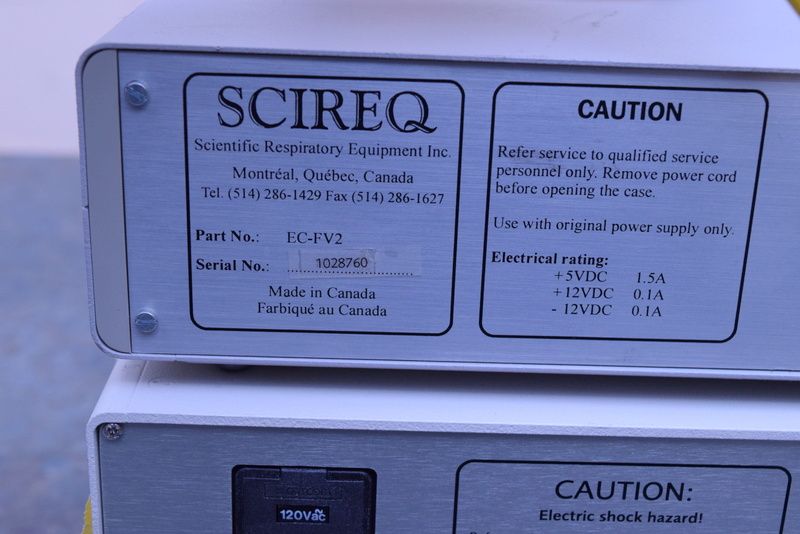 SCIREQ
Scientific Respiratory Equipment Inc.
Montréal, Québec, Canada
Tel. (514) 286-1429 Fax (514) 286-1627
Part No.: EC-FV2
Serial No.: 1028760
Made in Canada
Farbiqué au Canada
CAUTION
Refer service to qualified service
personnel only. Remove power cord
before opening the case.
Use with original power supply only.
Electrical rating:
+5VDC 1.5A
+12VDC 0.1A
- 12VDC 0.1A
120Vac
CAUTION:
Electric shock hazard!